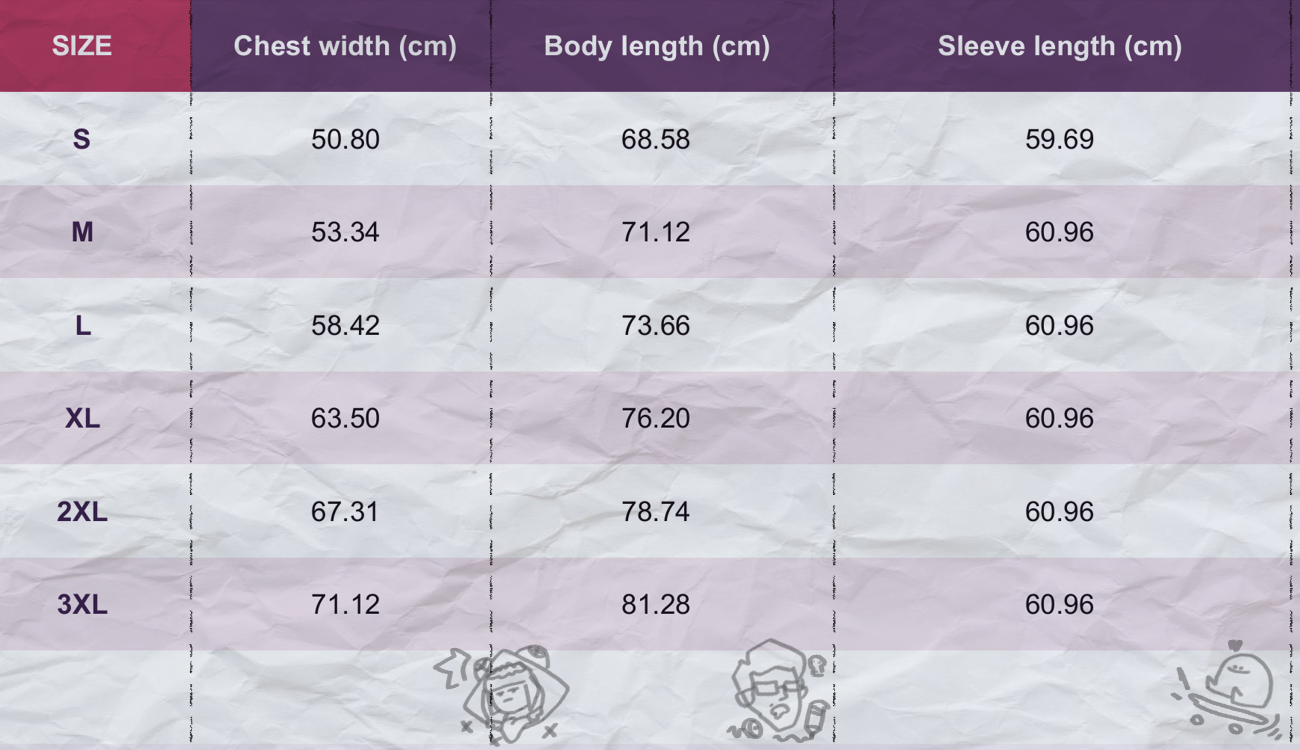 SIZE Chest width (cm) Body length (cm) Sleeve length (cm)
S 50.80 68.58 59.69
M 53.34 71.12 60.96
L 58.42 73.66 60.96
XL 63.50 76.20 60.96
2XL 67.31 78.74 60.96
3XL 71.12 81.28 60.96